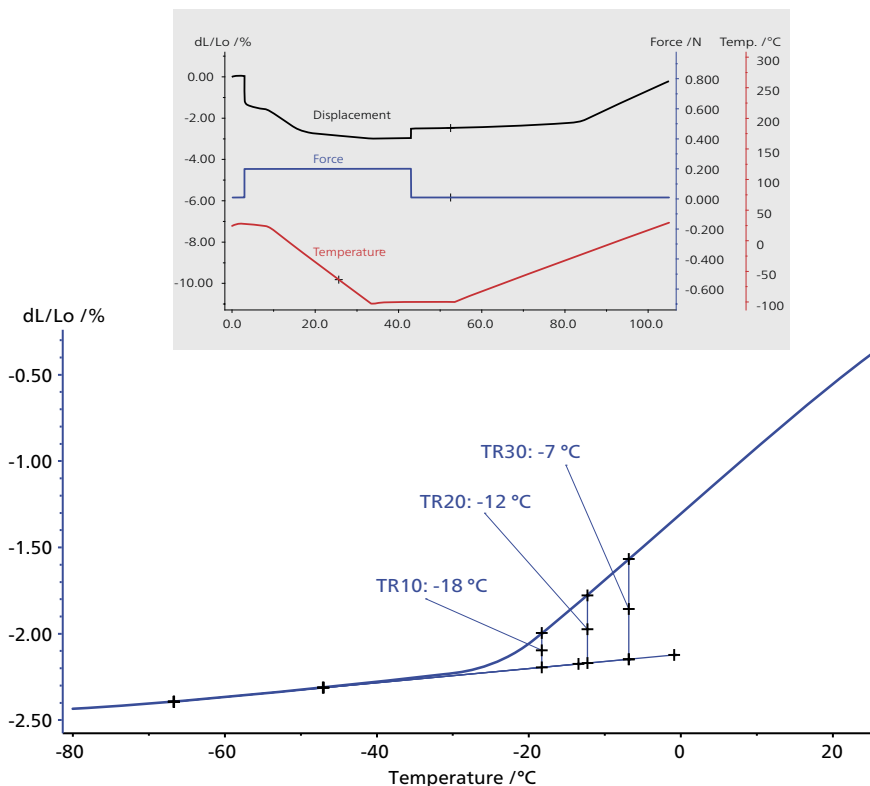 dL/Lo /% Force /N Temp. /°C
300
0.00 0.800 250
Displacement 0.600 200
-2.00 0.400 150
-4.00 Force 0.200 100
-6.00 0.000 50
-8.00 Temperature -0.200 0
-0.400 -50
-10.00 -0.600 -100
0.0 20.0 40.0 60.0 80.0 100.0
dL/Lo /%
-0.50
TR30: -7 °C
-1.00
TR20: -12 °C
-1.50
TR10: -18 °C
-2.00
-2.50
-80 -60 -40 -20 0 20
Temperature /°C